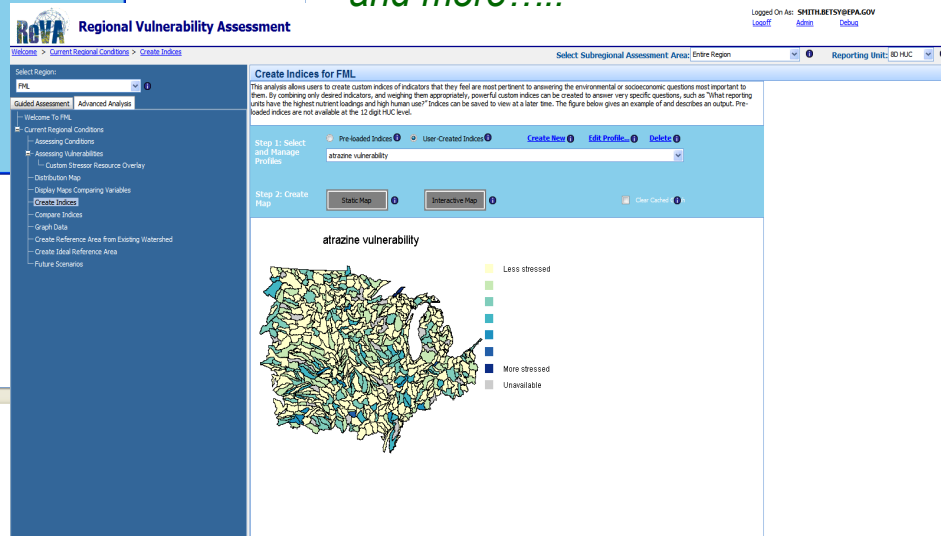 and more…..
Logged On As: SMITH.BETSY@EPA.GOV
Logoff Admin Debug
ReVA Regional Vulnerability Assessment
Welcome > Current Regional Conditions > Create Indices
Select Subregional Assessment Area: Entire Region
Reporting Unit: 8D HUC
Select Region:
FML
Guided Assessment Advanced Analysis
Welcome To FML
Current Regional Conditions
Assessing Conditions
Assessing Vulnerabilities
Custom Stressor Resource Overlay
Distribution Map
Display Maps Comparing Variables
Create Indices
Compare Indices
Graph Data
Create Reference Area from Existing Watershed
Create Ideal Reference Area
Future Scenarios
Create Indices for FML
This analysis allows users to create custom indices of indicators that they feel are most pertinent to answering the environmental or socioeconomic questions most important to
them. By combining only desired indicators, and weighing them appropriately, powerful custom indices can be created to answer very specific questions, such as "What reporting
units have the highest nutrient loadings and high human use?" Indices can be saved to view at a later time. The figure below gives an example of and describes an output. Pre-
loaded indices are not available at the 12 digit HUC level.
Step 1: Select
and Manage
Profiles
Pre-loaded Indices User-Created Indices Create New Edit Profile... Delete
atrazine vulnerability
Step 2: Create
Map
Static Map Interactive Map Clear Cached
atrazine vulnerability
Less stressed
More stressed
Unavailable